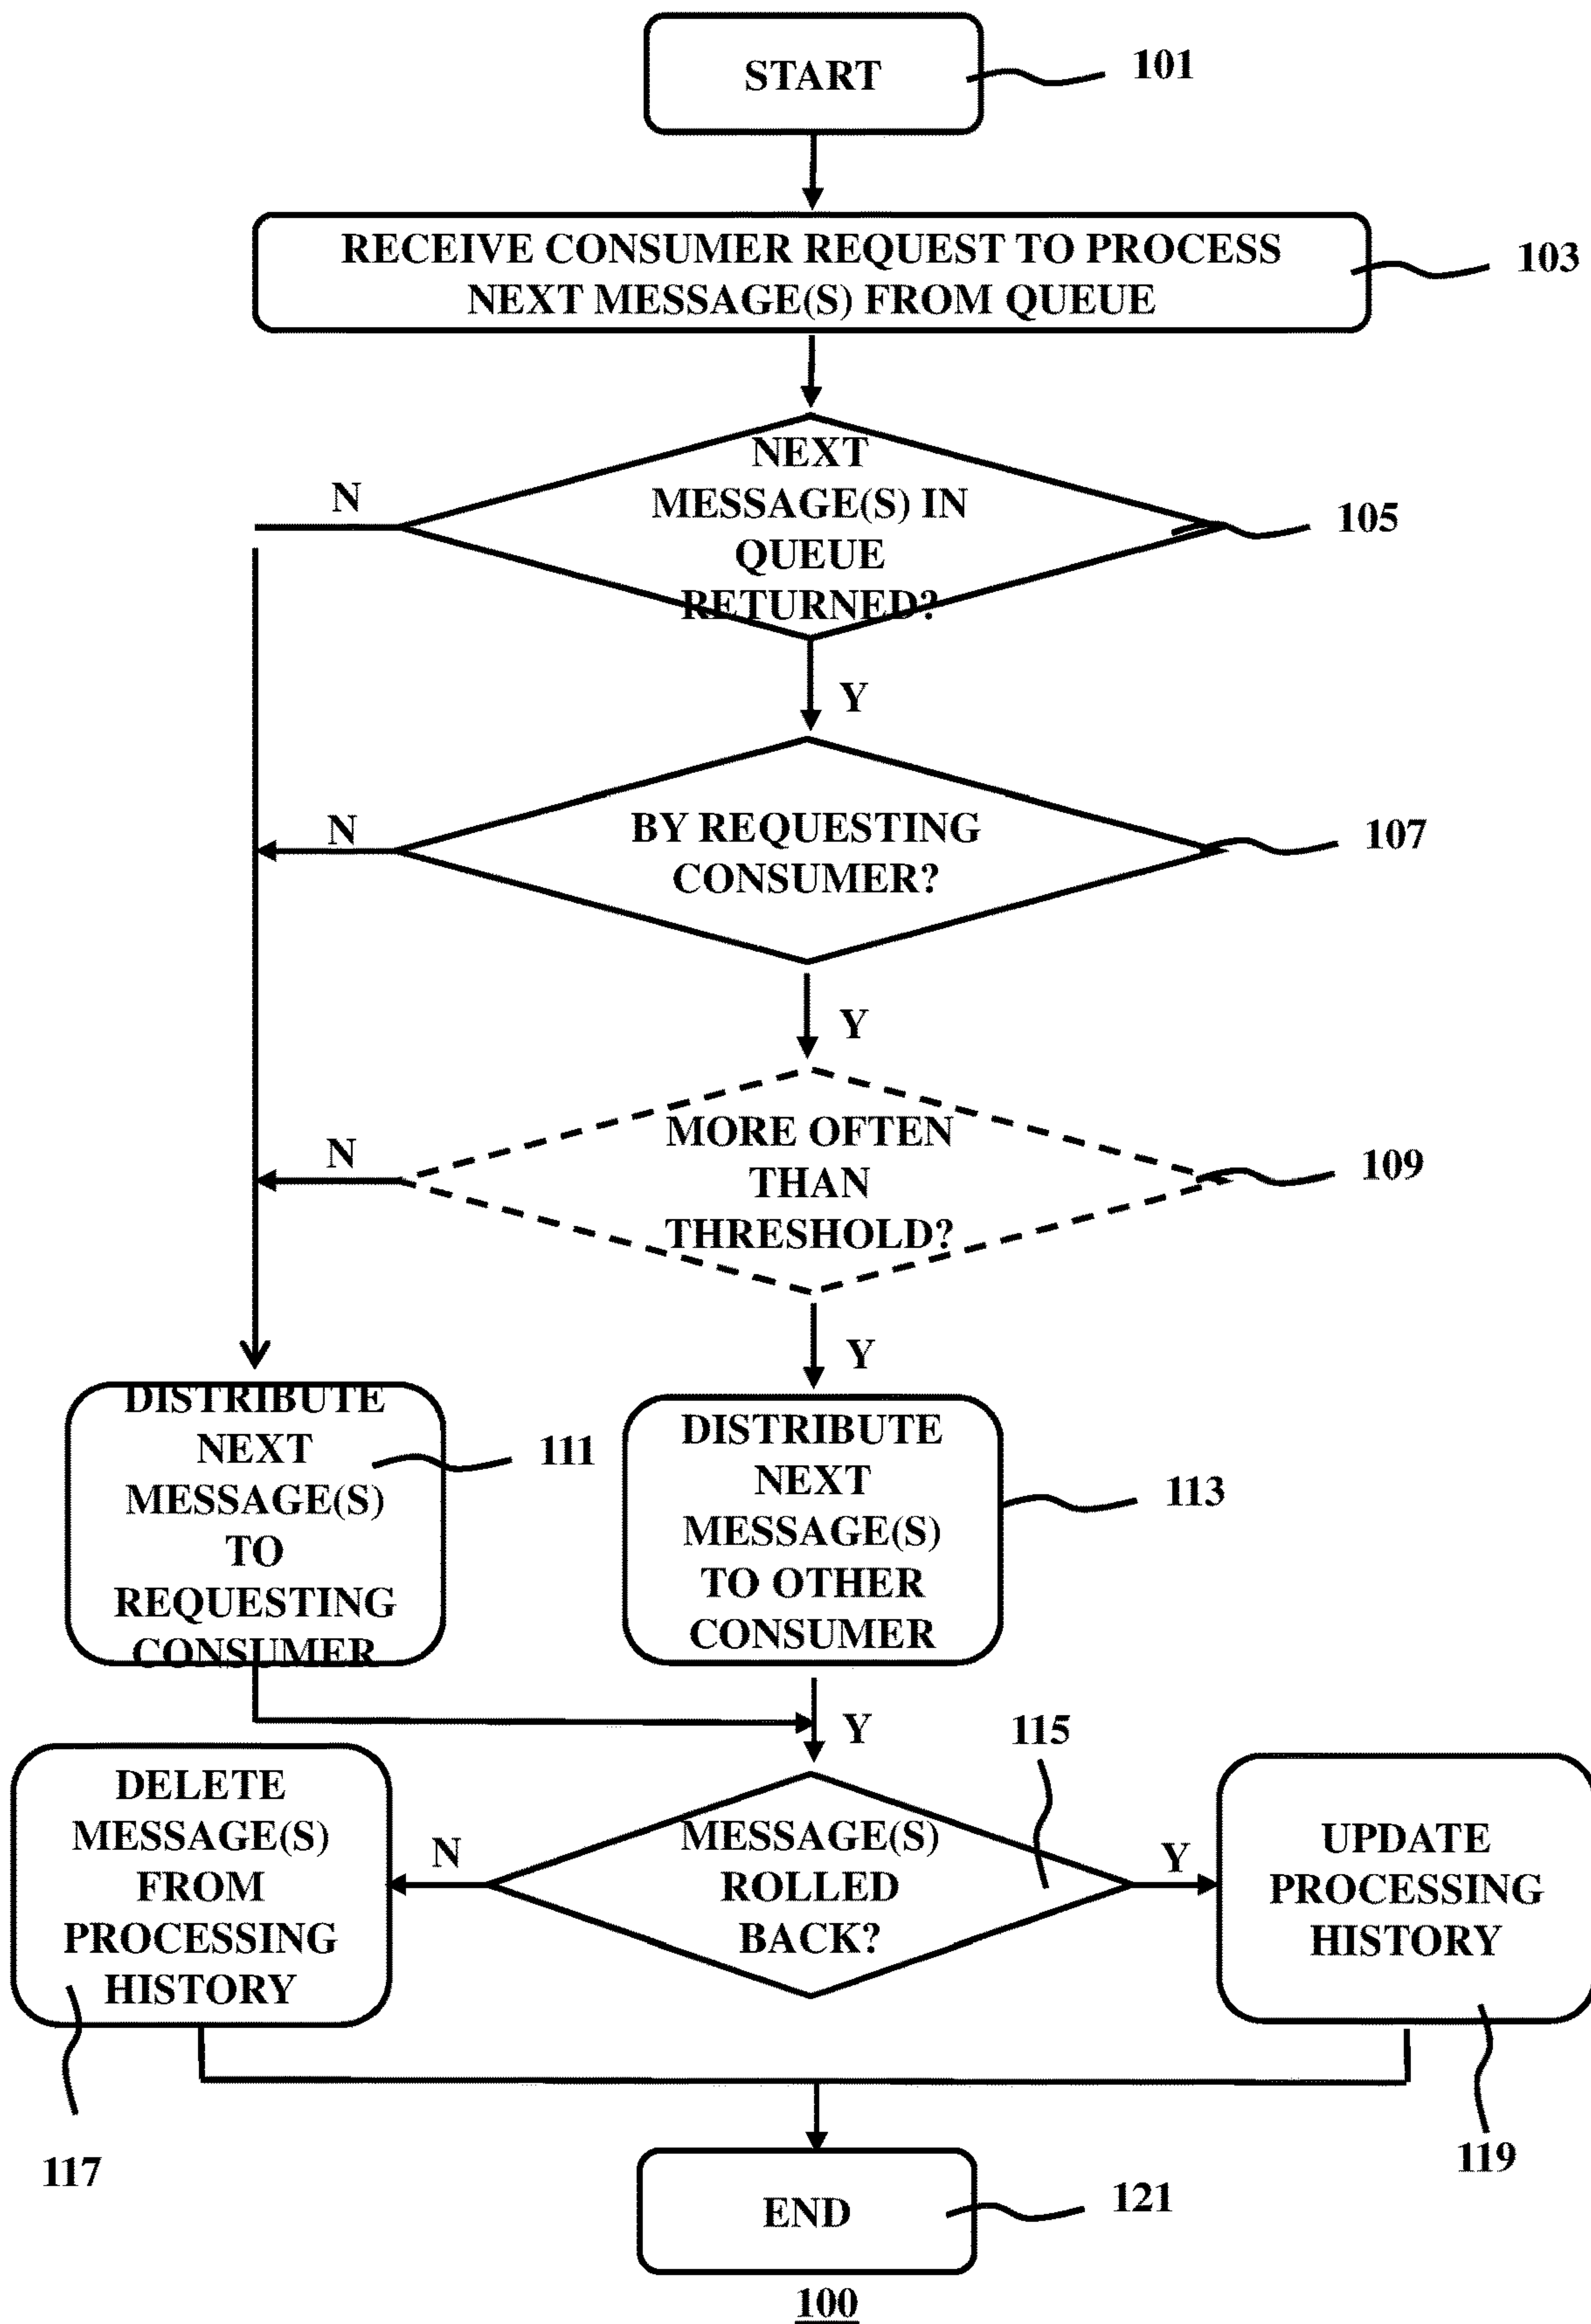 START
101
RECEIVE CONSUMER REQUEST TO PROCESS
NEXT MESSAGE(S) FROM QUEUE
103
NEXT
MESSAGE(S) IN
QUEUE
RETURNED?
N
105
Y
BY REQUESTING
CONSUMER?
N
107
Y
MORE OFTEN
THAN
THRESHOLD?
N
109
Y
DISTRIBUTE
NEXT
MESSAGE(S)
TO
REQUESTING
CONSUMER
111
DISTRIBUTE
NEXT
MESSAGE(S)
TO OTHER
CONSUMER
113
Y
115
DELETE
MESSAGE(S)
FROM
PROCESSING
HISTORY
N
MESSAGE(S)
ROLLED
BACK?
Y
UPDATE
PROCESSING
HISTORY
117
119
END
121
100